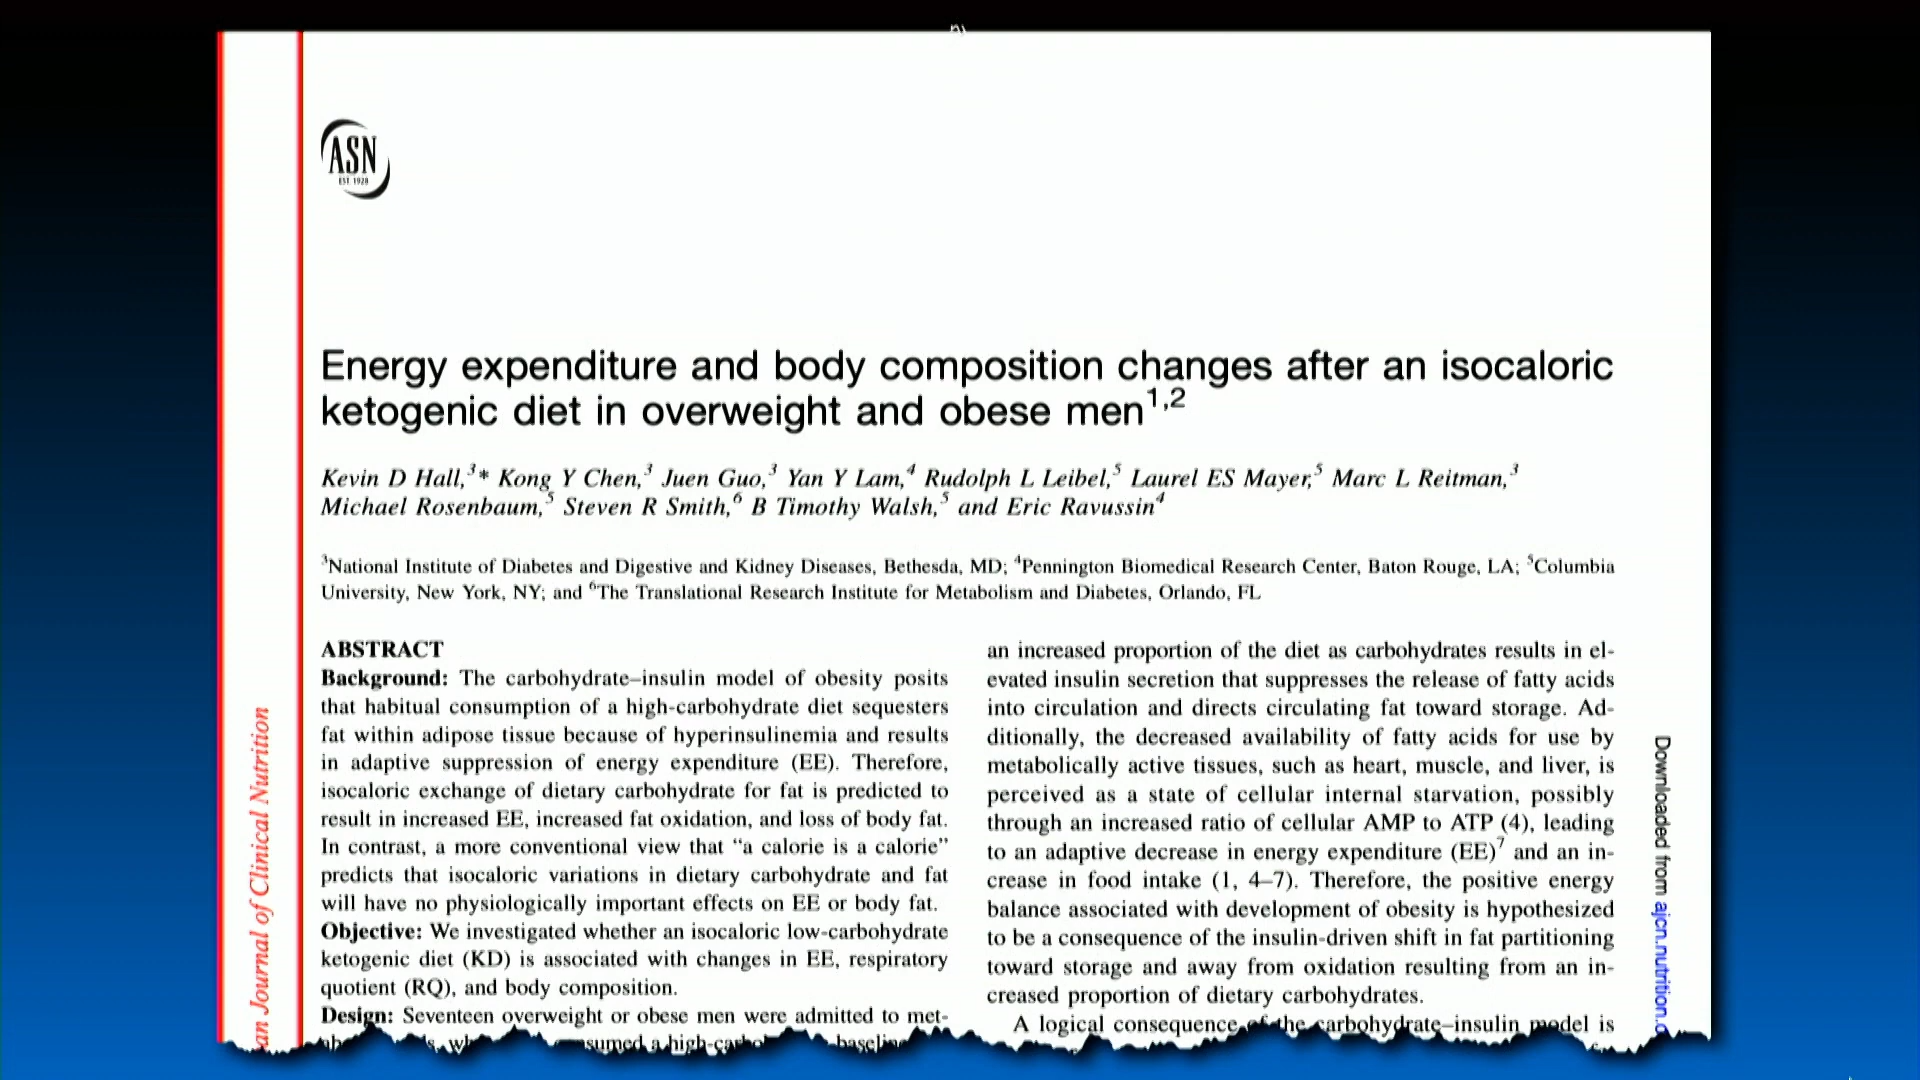 ASN
EST 1928
Energy expenditure and body composition changes after an isocaloric
ketogenic diet in overweight and obese men1,2
Kevin D Hall,3* Kong Y Chen,3 Juen Guo,3 Yan Y Lam,4 Rudolph L Leibel,5 Laurel ES Mayer,5 Marc L Reitman,3
Michael Rosenbaum,5 Steven R Smith,6 B Timothy Walsh,5 and Eric Ravussin4
3National Institute of Diabetes and Digestive and Kidney Diseases, Bethesda, MD; 4Pennington Biomedical Research Center, Baton Rouge, LA; 5Columbia
University, New York, NY; and 6The Translational Research Institute for Metabolism and Diabetes, Orlando, FL
ABSTRACT
Background: The carbohydrate–insulin model of obesity posits
that habitual consumption of a high-carbohydrate diet sequesters
fat within adipose tissue because of hyperinsulinemia and results
in adaptive suppression of energy expenditure (EE). Therefore,
isocaloric exchange of dietary carbohydrate for fat is predicted to
result in increased EE, increased fat oxidation, and loss of body fat.
In contrast, a more conventional view that “a calorie is a calorie”
predicts that isocaloric variations in dietary carbohydrate and fat
will have no physiologically important effects on EE or body fat.
Objective: We investigated whether an isocaloric low-carbohydrate
ketogenic diet (KD) is associated with changes in EE, respiratory
quotient (RQ), and body composition.
Design: Seventeen overweight or obese men were admitted to met-
baseline
an increased proportion of the diet as carbohydrates results in el-
evated insulin secretion that suppresses the release of fatty acids
into circulation and directs circulating fat toward storage. Ad-
ditionally, the decreased availability of fatty acids for use by
metabolically active tissues, such as heart, muscle, and liver, is
perceived as a state of cellular internal starvation, possibly
through an increased ratio of cellular AMP to ATP (4), leading
to an adaptive decrease in energy expenditure (EE)7 and an in-
crease in food intake (1, 4–7). Therefore, the positive energy
balance associated with development of obesity is hypothesized
to be a consequence of the insulin-driven shift in fat partitioning
toward storage and away from oxidation resulting from an in-
creased proportion of dietary carbohydrates.
A logical consequence of the carbohydrate–insulin model is
an Journal of Clinical Nutrition
Downloaded from ajcn.nutrition.